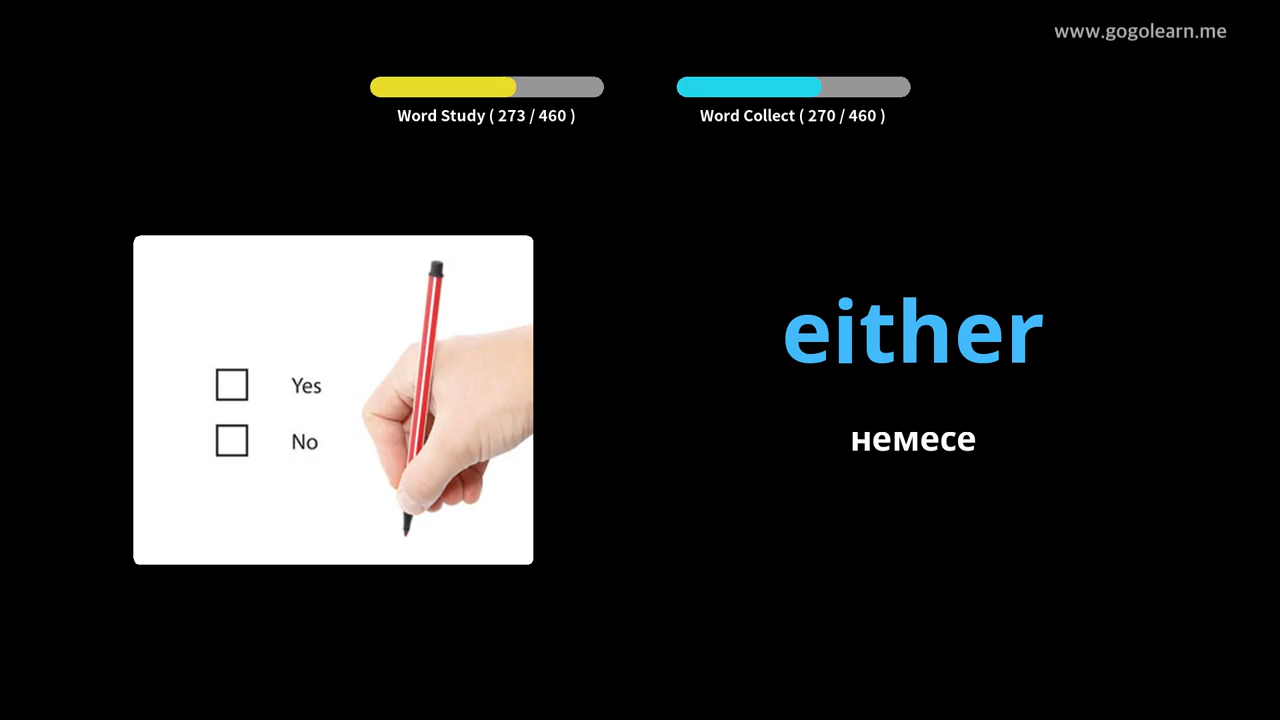 www.gogolearn.me
Word Study ( 273 / 460 )
Word Collect ( 270 / 460 )
Yes
No
either
немесе